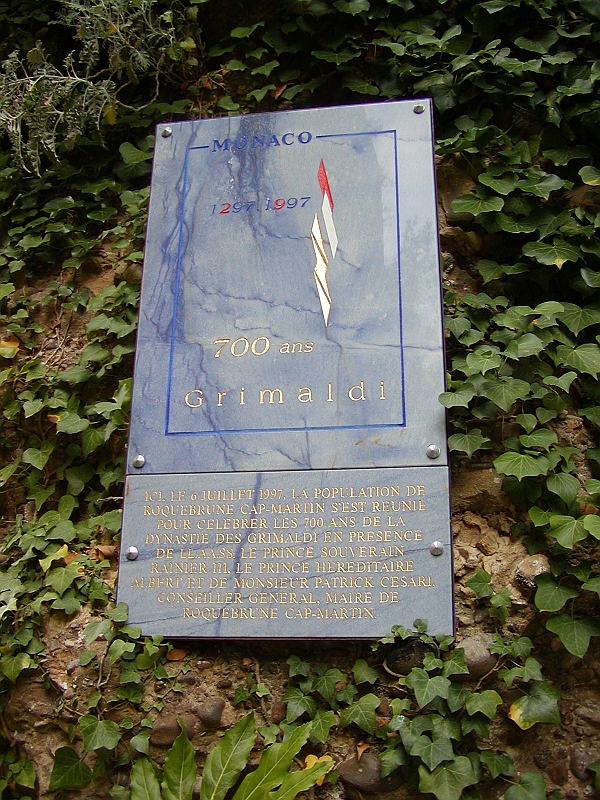 MONACO
1297.1997
700 ans
Grimaldi
ICI, LE 6 JUILLET 1997, LA POPULATION DE
ROQUEBRUNE CAP-MARTIN S'EST REUNIE
POUR CELEBRER LES 700 ANS DE LA
DYNASTIE DES GRIMALDI EN PRESENCE
DE LL.AA.SS. LE PRINCE SOUVERAIN
RAINIER III, LE PRINCE HEREDITAIRE
ALBERT ET DE MONSIEUR PATRICK CESARI,
CONSEILLER GENERAL, MAIRE DE
ROQUEBRUNE CAP-MARTIN.